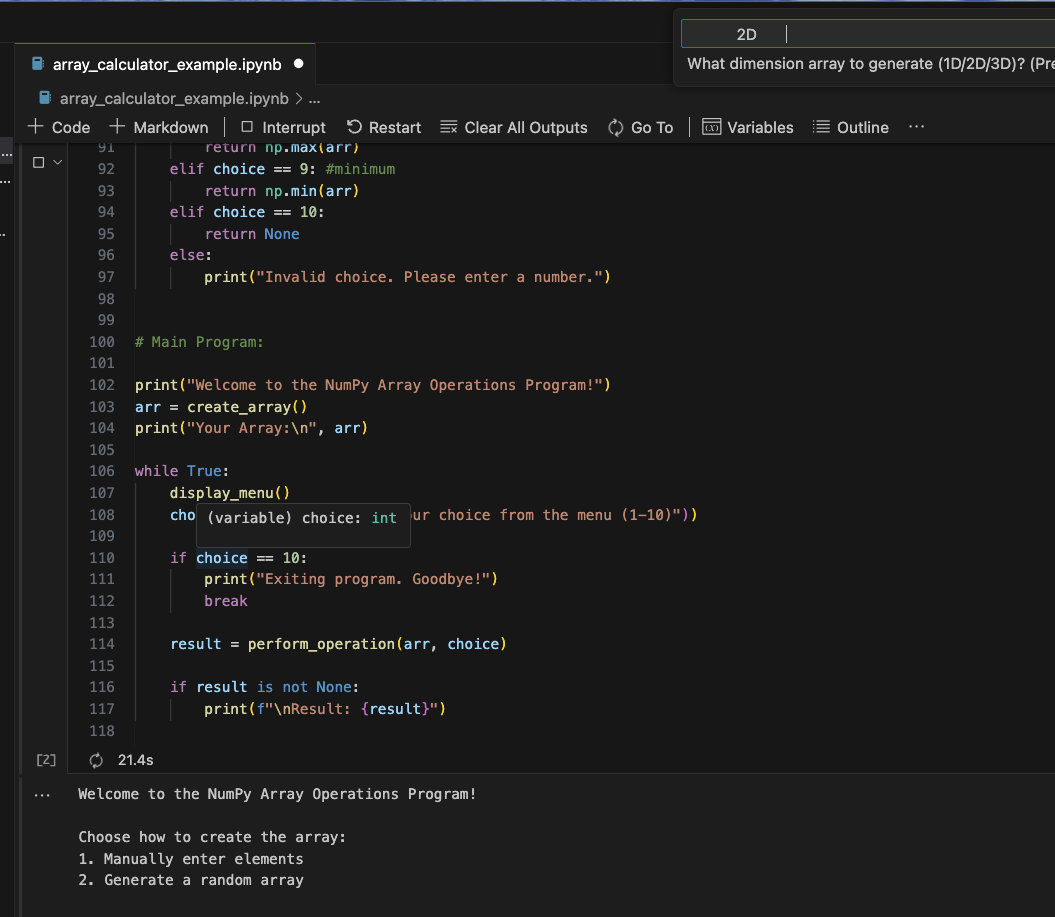 2D
What dimension array to generate (1D/2D/3D)? (Pre
array_calculator_example.ipynb
array_calculator_example.ipynb > ...
+ Code + Markdown | Interrupt Restart Clear All Outputs Go To | Variables Outline ...
91 return np.max(arr)
92 elif choice == 9: #minimum
93 return np.min(arr)
94 elif choice == 10:
95 return None
96 else:
97 print("Invalid choice. Please enter a number.")
98
99
100 # Main Program:
101
102 print("Welcome to the NumPy Array Operations Program!")
103 arr = create_array()
104 print("Your Array:\n", arr)
105
106 while True:
107 display_menu()
108 cho (variable) choice: int ur choice from the menu (1-10)"))
109
110 if choice == 10:
111 print("Exiting program. Goodbye!")
112 break
113
114 result = perform_operation(arr, choice)
115
116 if result is not None:
117 print(f"\nResult: {result}")
118
[2] 21.4s
... Welcome to the NumPy Array Operations Program!
Choose how to create the array:
1. Manually enter elements
2. Generate a random array